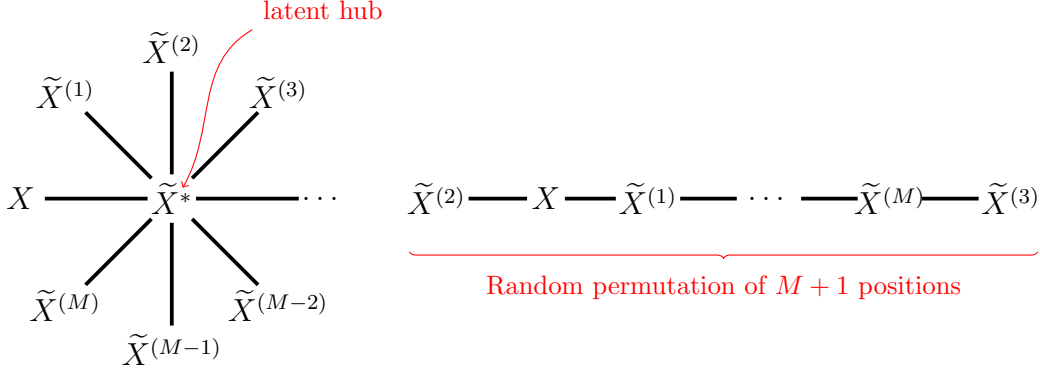 latent hub
X̃⁽²⁾
X̃⁽¹⁾ X̃⁽³⁾
X X̃* ⋯ X̃⁽²⁾ X X̃⁽¹⁾ ⋯ X̃⁽ᴹ⁾ X̃⁽³⁾
Random permutation of M + 1 positions
X̃⁽ᴹ⁾ X̃⁽ᴹ⁻²⁾
X̃⁽ᴹ⁻¹⁾